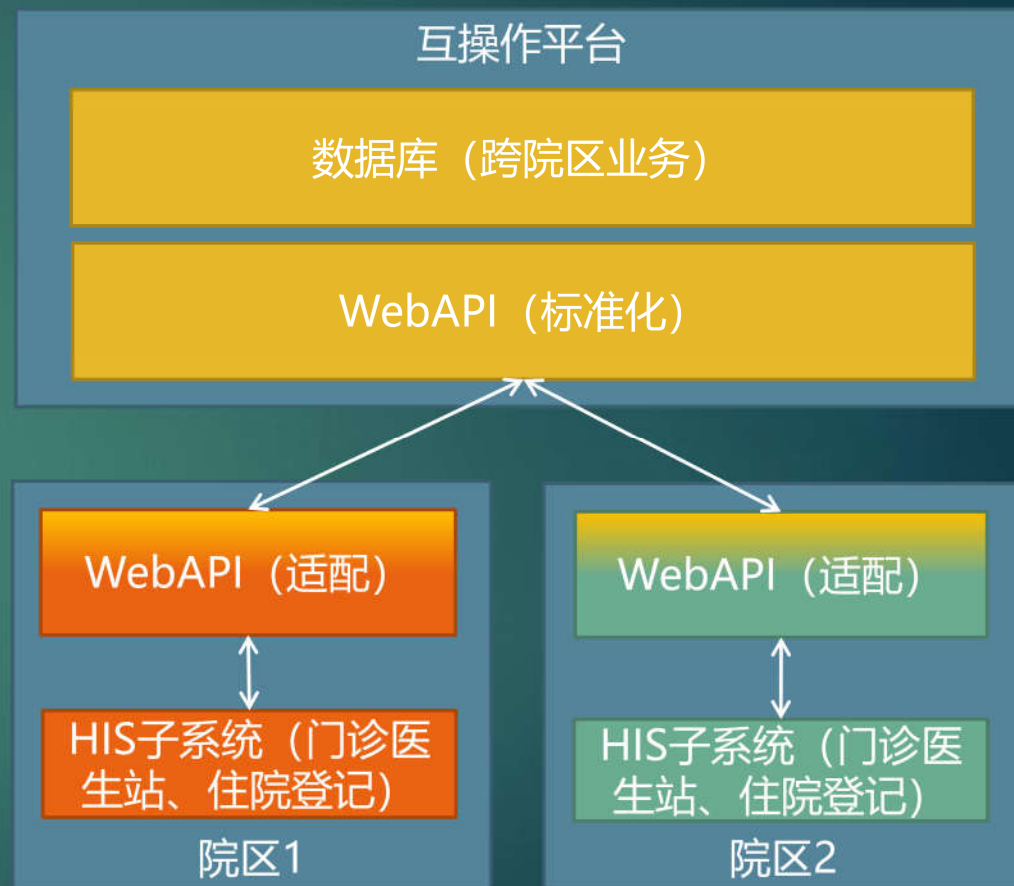 互操作平台
数据库（跨院区业务）
WebAPI（标准化）
WebAPI（适配）
HIS子系统（门诊医
生站、住院登记）
院区1
WebAPI（适配）
HIS子系统（门诊医
生站、住院登记）
院区2